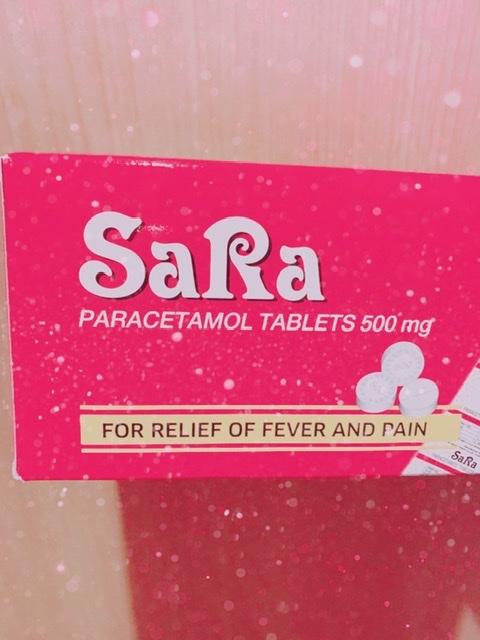 SaRa
PARACETAMOL TABLETS 500 mg
FOR RELIEF OF FEVER AND PAIN
SaRa